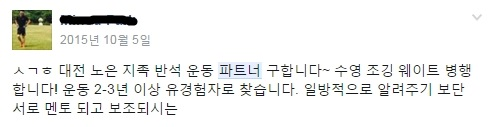 2015년 10월 5일
ㅅㄱㅎ 대전 노은 지족 반석 운동 파트너 구합니다~ 수영 조깅 웨이트 병행
합니다! 운동 2-3년 이상 유경험자로 찾습니다. 일방적으로 알려주기 보단
서로 멘토 되고 보조되시는